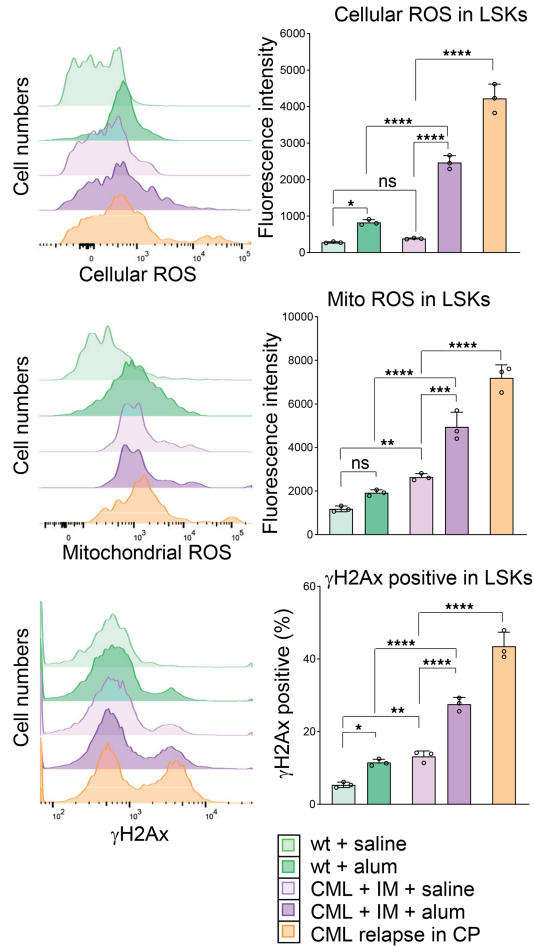 Cellular ROS in LSKs
Cell numbers
0 10³ 10⁴ 10⁵
Cellular ROS
Fluorescence intensity
6000
5000
4000
3000
2000
1000
0
****
****
****
ns
*
Mito ROS in LSKs
Cell numbers
0 10³ 10⁴ 10⁵
Mitochondrial ROS
Fluorescence intensity
10000
8000
6000
4000
2000
0
****
****
***
**
ns
γH2Ax positive in LSKs
Cell numbers
10² 10³ 10⁴
γH2Ax
γH2Ax positive (%)
60
40
20
0
****
****
****
**
*
wt + saline
wt + alum
CML + IM + saline
CML + IM + alum
CML relapse in CP